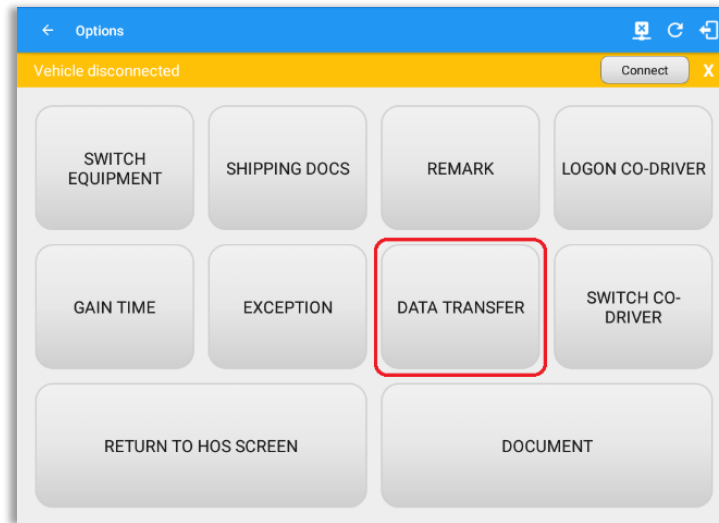 Options
Vehicle disconnected
Connect
X
SWITCH
EQUIPMENT
SHIPPING DOCS
REMARK
LOGON CO-DRIVER
GAIN TIME
EXCEPTION
DATA TRANSFER
SWITCH CO-
DRIVER
RETURN TO HOS SCREEN
DOCUMENT